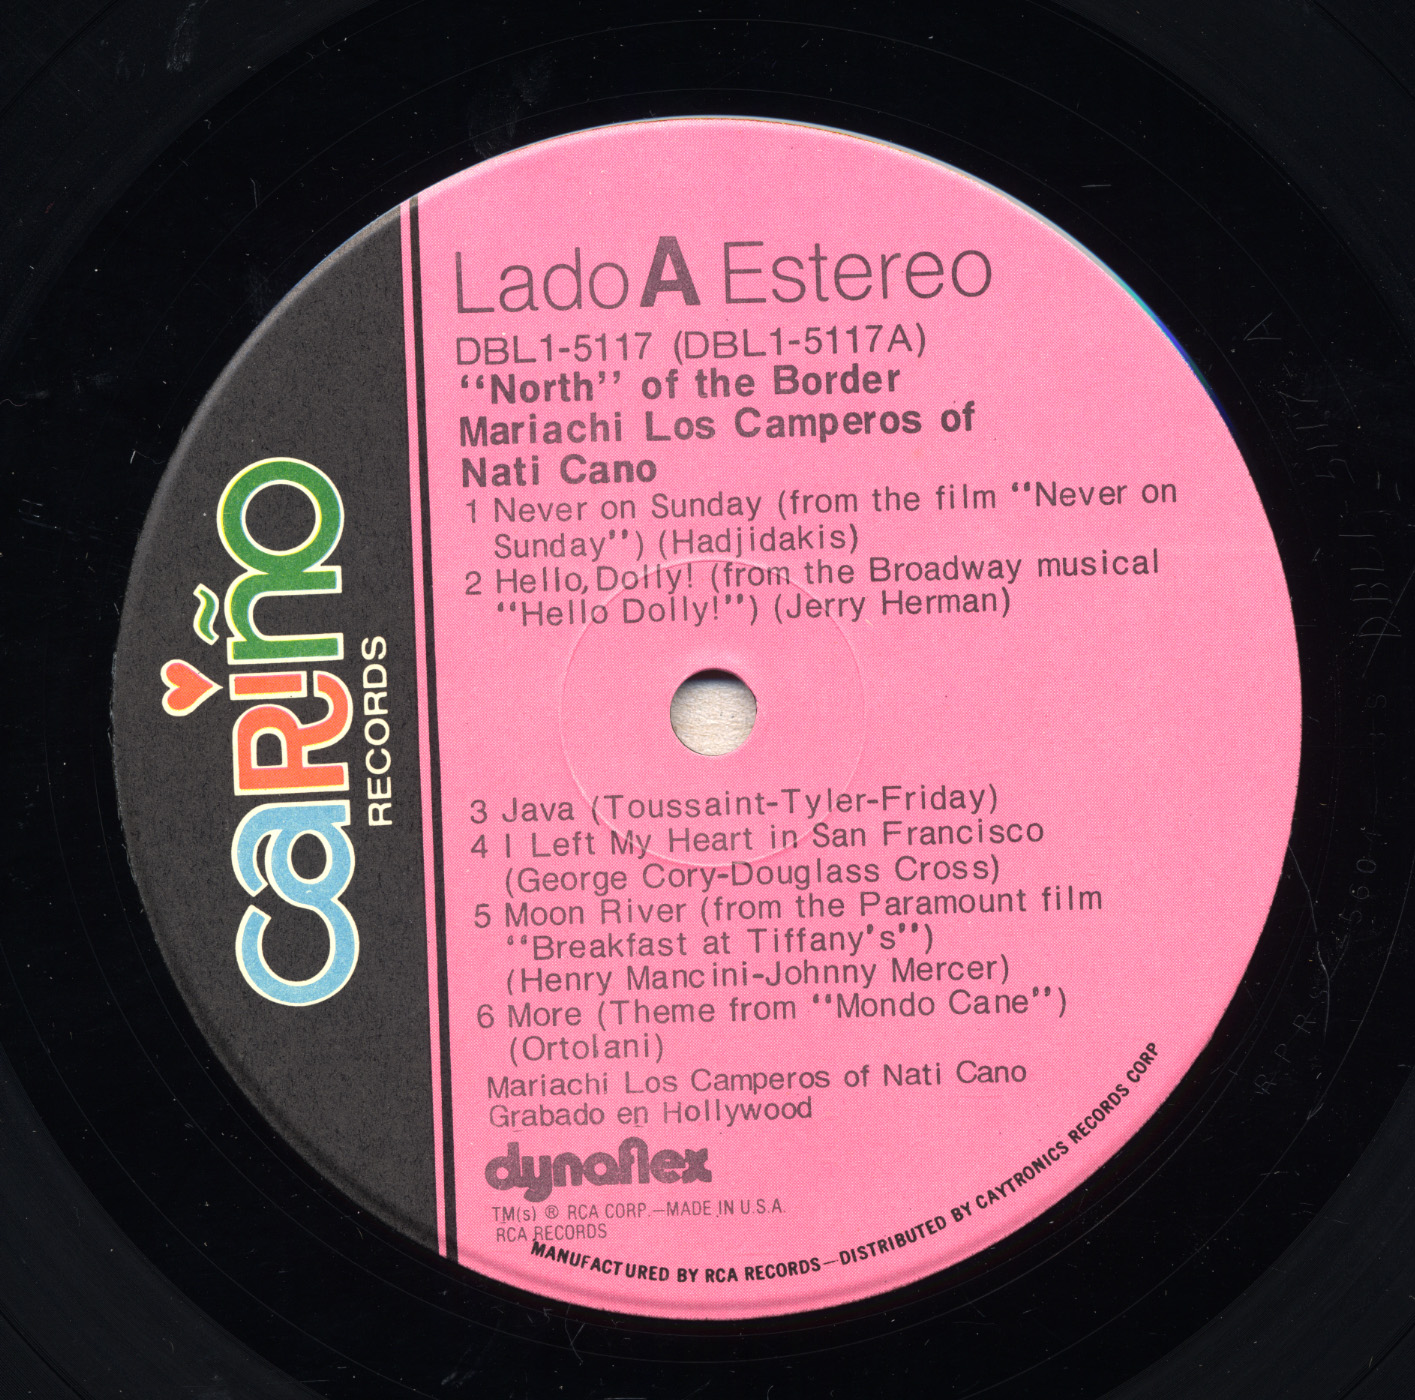 Lado A Estereo
DBL1-5117 (DBL1-5117A)
“North” of the Border
Mariachi Los Camperos of
Nati Cano
1 Never on Sunday (from the film “Never on
Sunday”) (Hadjidakis)
2 Hello, Dolly! (from the Broadway musical
“Hello Dolly!”) (Jerry Herman)
3 Java (Toussaint-Tyler-Friday)
4 I Left My Heart in San Francisco
(George Cory-Douglass Cross)
5 Moon River (from the Paramount film
“Breakfast at Tiffany's”)
(Henry Mancini-Johnny Mercer)
6 More (Theme from “Mondo Cane”)
(Ortolani)
Mariachi Los Camperos of Nati Cano
Grabado en Hollywood
dynaflex
TM(s) ® RCA CORP.—MADE IN U.S.A.
RCA RECORDS
MANUFACTURED BY RCA RECORDS—DISTRIBUTED BY CAYTRONICS RECORDS CORP
CARIÑO
RECORDS